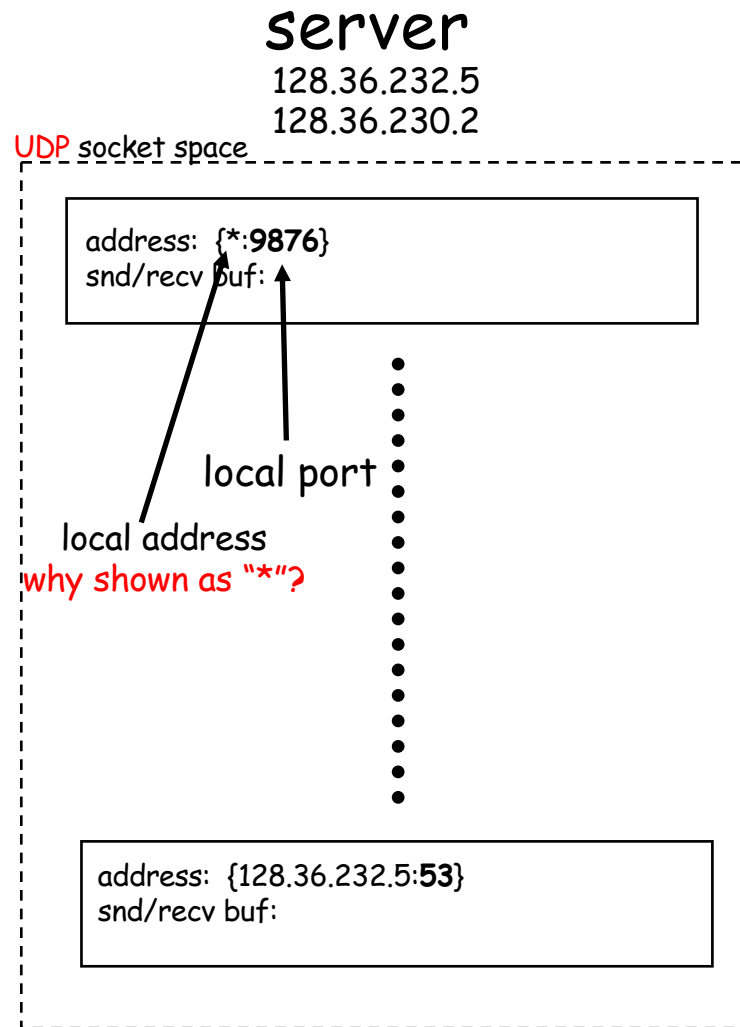 server
128.36.232.5
128.36.230.2
UDP socket space
address: {*:9876}
snd/recv buf:
local port
local address
why shown as “*”?
address: {128.36.232.5:53}
snd/recv buf: